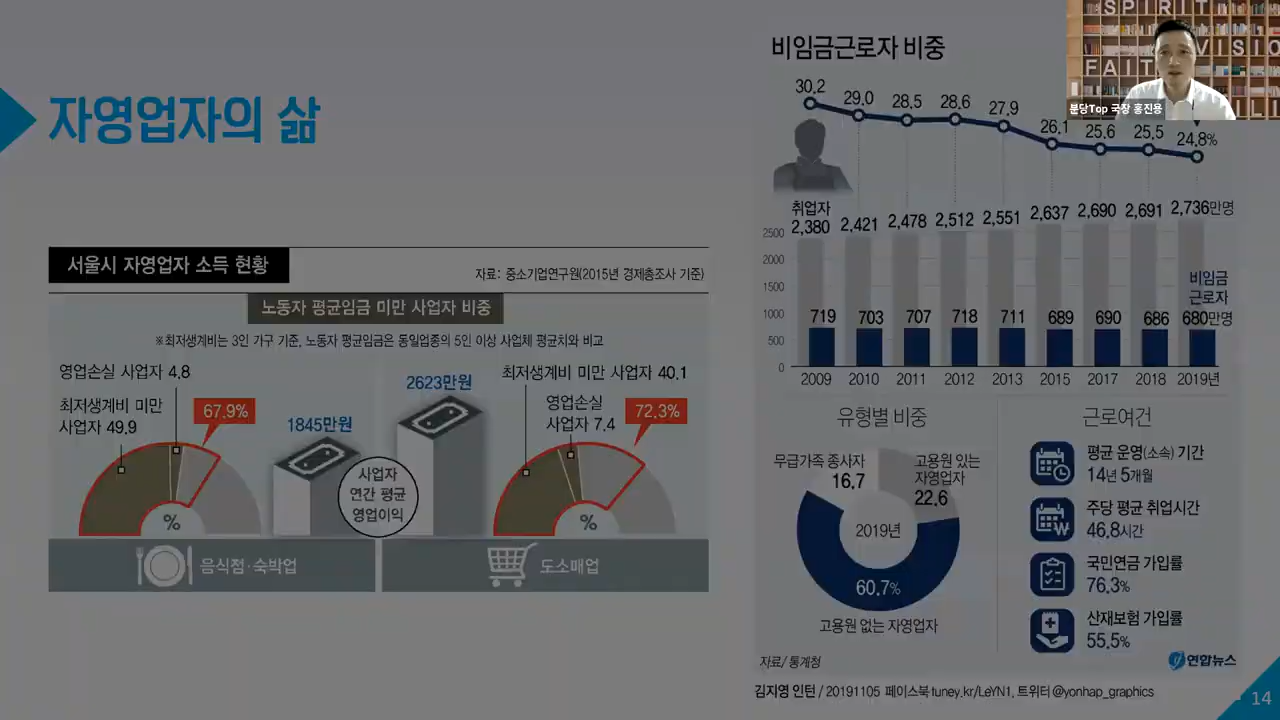 자영업자의 삶
서울시 자영업자 소득 현황
자료: 중소기업연구원(2015년 경제총조사 기준)
노동자 평균임금 미만 사업자 비중
※최저생계비는 3인 가구 기준, 노동자 평균임금은 동일업종의 5인 이상 사업체 평균치와 비교
영업손실 사업자 4.8
최저생계비 미만
사업자 49.9
67.9%
%
1845만원
사업자
연간 평균
영업이익
2623만원
최저생계비 미만 사업자 40.1
영업손실
사업자 7.4
72.3%
%
음식점·숙박업
도소매업
비임금근로자 비중
30.2
29.0
28.5
28.6
27.9
26.1
25.6
25.5
24.8%
취업자
2,380
2,421
2,478
2,512
2,551
2,637
2,690
2,691
2,736만명
2500
2000
1500
1000
500
0
비임금
근로자
719
703
707
718
711
689
690
686
680만명
2009
2010
2011
2012
2013
2015
2017
2018
2019년
유형별 비중
무급가족 종사자
16.7
고용원 있는
자영업자
22.6
2019년
60.7%
고용원 없는 자영업자
근로여건
평균 운영(소속) 기간
14년 5개월
주당 평균 취업시간
46.8시간
국민연금 가입률
76.3%
산재보험 가입률
55.5%
자료/ 통계청
연합뉴스
김지영 인턴 / 20191105 페이스북 tuney.kr/LeYN1, 트위터 @yonhap_graphics
14
SPIRIT
VISIO
FAIT
ILL
분당Top 국장 홍진용